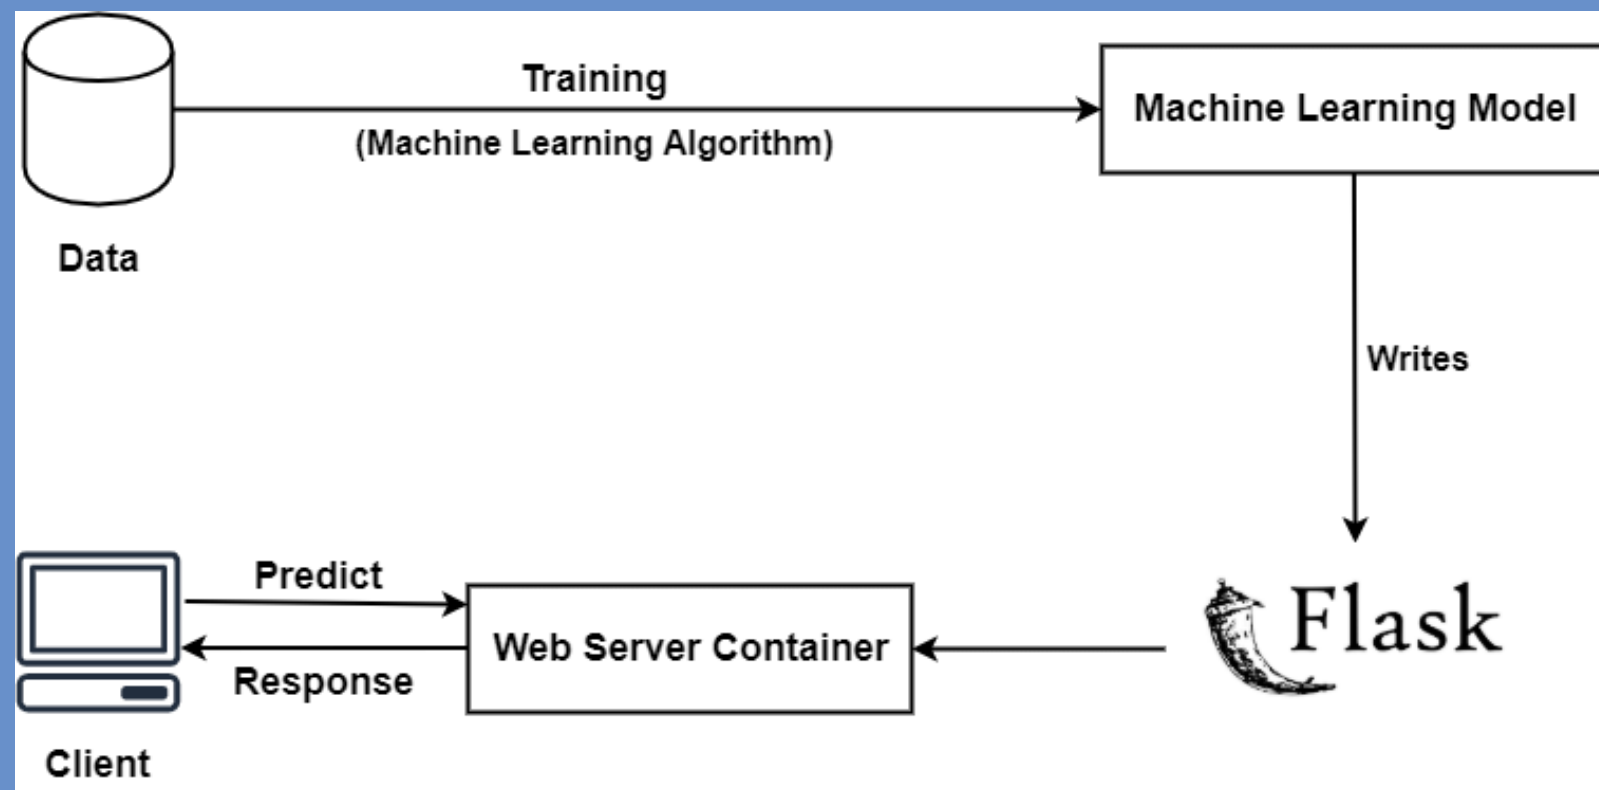 Training
(Machine Learning Algorithm)
Machine Learning Model
Data
Writes
Predict
Flask
Web Server Container
Response
Client